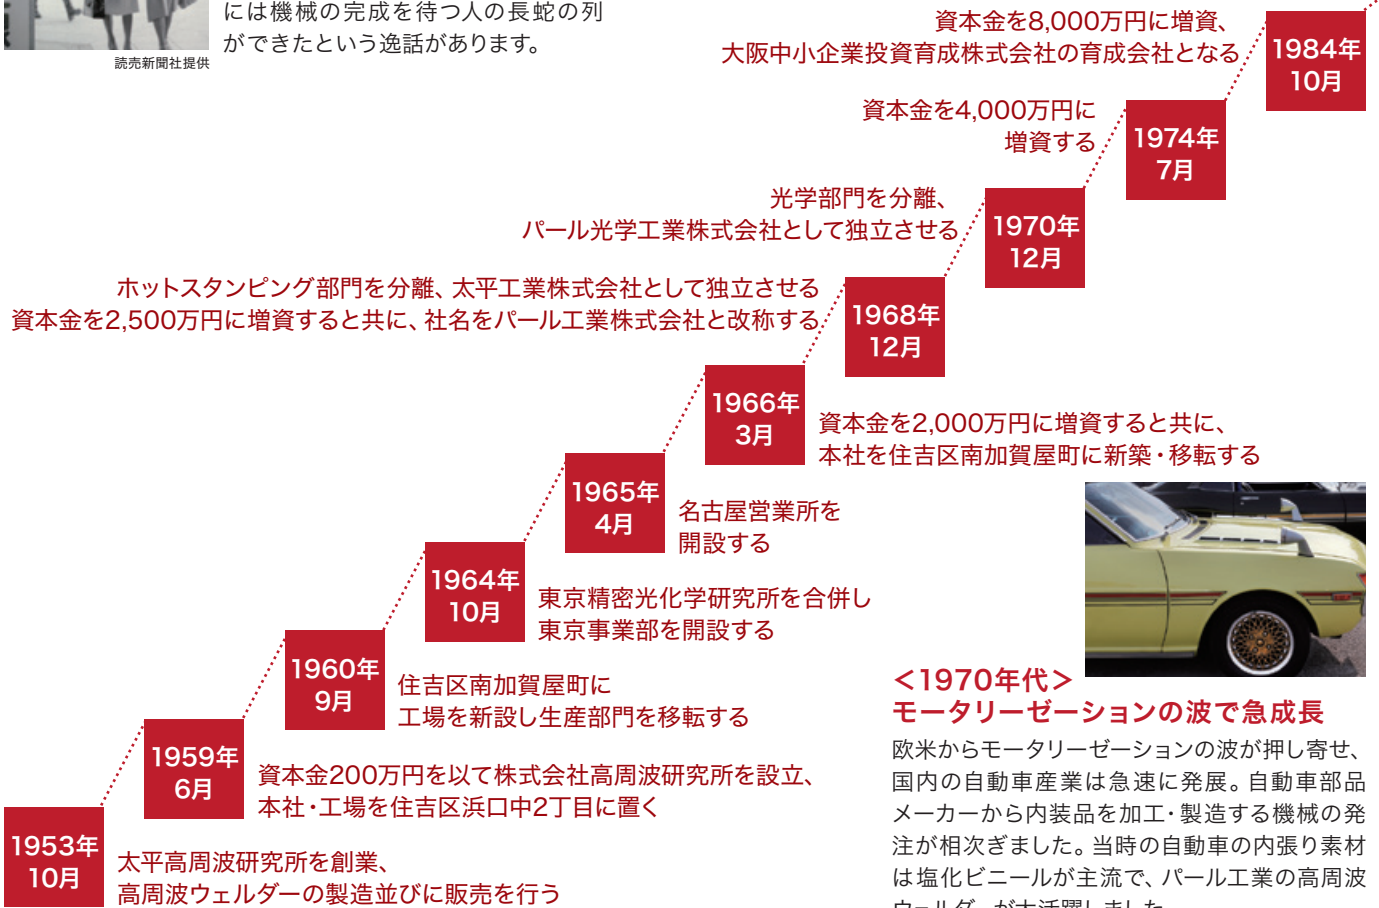 には機械の完成を待つ人の長蛇の列
ができたという逸話があります。
読売新聞社提供
資本金を8,000万円に増資、
大阪中小企業投資育成株式会社の育成会社となる
1984年
10月
資本金を4,000万円に
増資する
1974年
7月
光学部門を分離、
パール光学工業株式会社として独立させる
1970年
12月
ホットスタンピング部門を分離、太平工業株式会社として独立させる
資本金を2,500万円に増資すると共に、社名をパール工業株式会社と改称する
1968年
12月
1966年
3月
資本金を2,000万円に増資すると共に、
本社を住吉区南加賀屋町に新築・移転する
1965年
4月
名古屋営業所を
開設する
1964年
10月
東京精密光化学研究所を合併し
東京事業部を開設する
1960年
9月
住吉区南加賀屋町に
工場を新設し生産部門を移転する
1959年
6月
資本金200万円を以て株式会社高周波研究所を設立、
本社・工場を住吉区浜口中2丁目に置く
1953年
10月
太平高周波研究所を創業、
高周波ウェルダーの製造並びに販売を行う
＜1970年代＞
モータリーゼーションの波で急成長
欧米からモータリーゼーションの波が押し寄せ、
国内の自動車産業は急速に発展。自動車部品
メーカーから内装品を加工・製造する機械の発
注が相次ぎました。当時の自動車の内張り素材
は塩化ビニールが主流で、パール工業の高周波
ウェルダーが大活躍しました